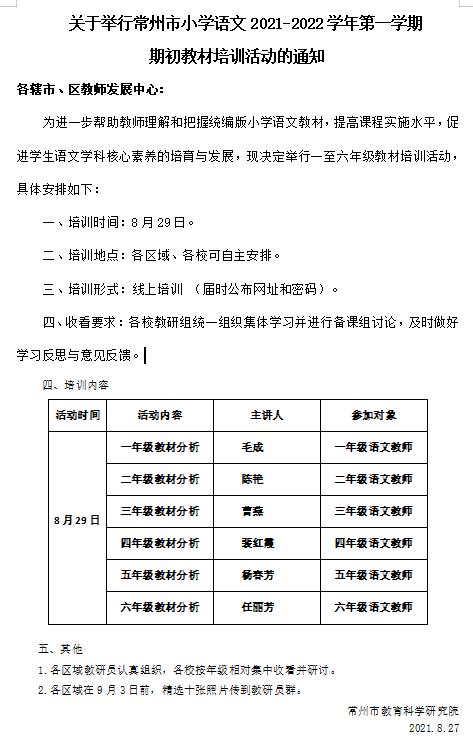 关于举行常州市小学语文2021-2022学年第一学期
期初教材培训活动的通知
各辖市、区教师发展中心：
为进一步帮助教师理解和把握统编版小学语文教材，提高课程实施水平，促
进学生语文学科核心素养的培育与发展，现决定举行一至六年级教材培训活动，
具体安排如下：
一、培训时间：8月29日。
二、培训地点：各区域、各校可自主安排。
三、培训形式：线上培训 （届时公布网址和密码）。
四、收看要求：各校教研组统一组织集体学习并进行备课组讨论，及时做好
学习反思与意见反馈。
四、培训内容
活动时间 活动内容 主讲人 参加对象
8月29日
一年级教材分析 毛成 一年级语文教师
二年级教材分析 陈艳 二年级语文教师
三年级教材分析 曹燕 三年级语文教师
四年级教材分析 裴红霞 四年级语文教师
五年级教材分析 杨春芳 五年级语文教师
六年级教材分析 任丽芳 六年级语文教师
五、其他
1.各区域教研员认真组织，各校按年级相对集中收看并研讨。
2.各区域在9月3日前，精选十张照片传到教研员群。
常州市教育科学研究院
2021.8.27